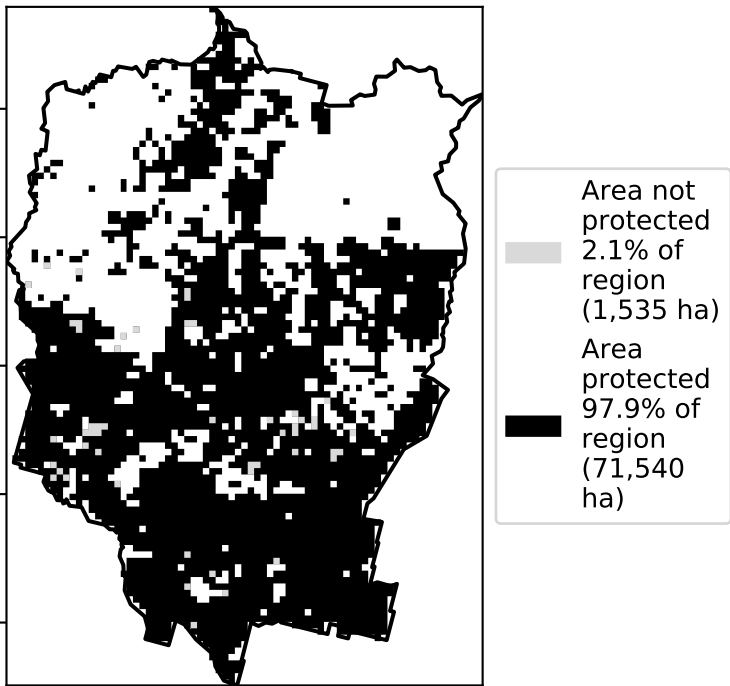 Area not
protected
2.1% of
region
(1,535 ha)
Area
protected
97.9% of
region
(71,540
ha)